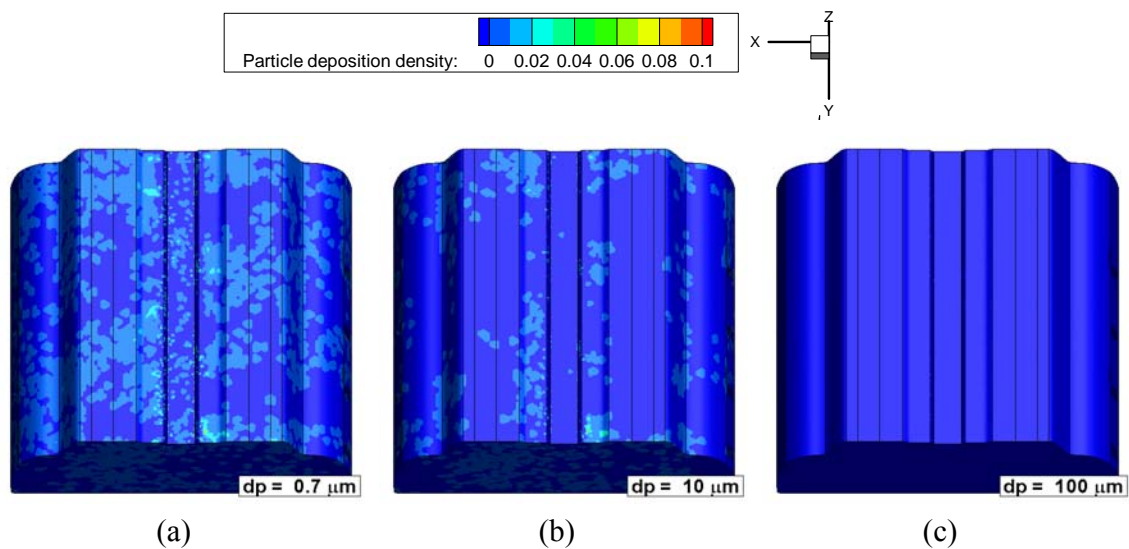 Particle deposition density: 0 0.02 0.04 0.06 0.08 0.1
Z
X
Y
dp = 0.7 μm
dp = 10 μm
dp = 100 μm
(a)
(b)
(c)